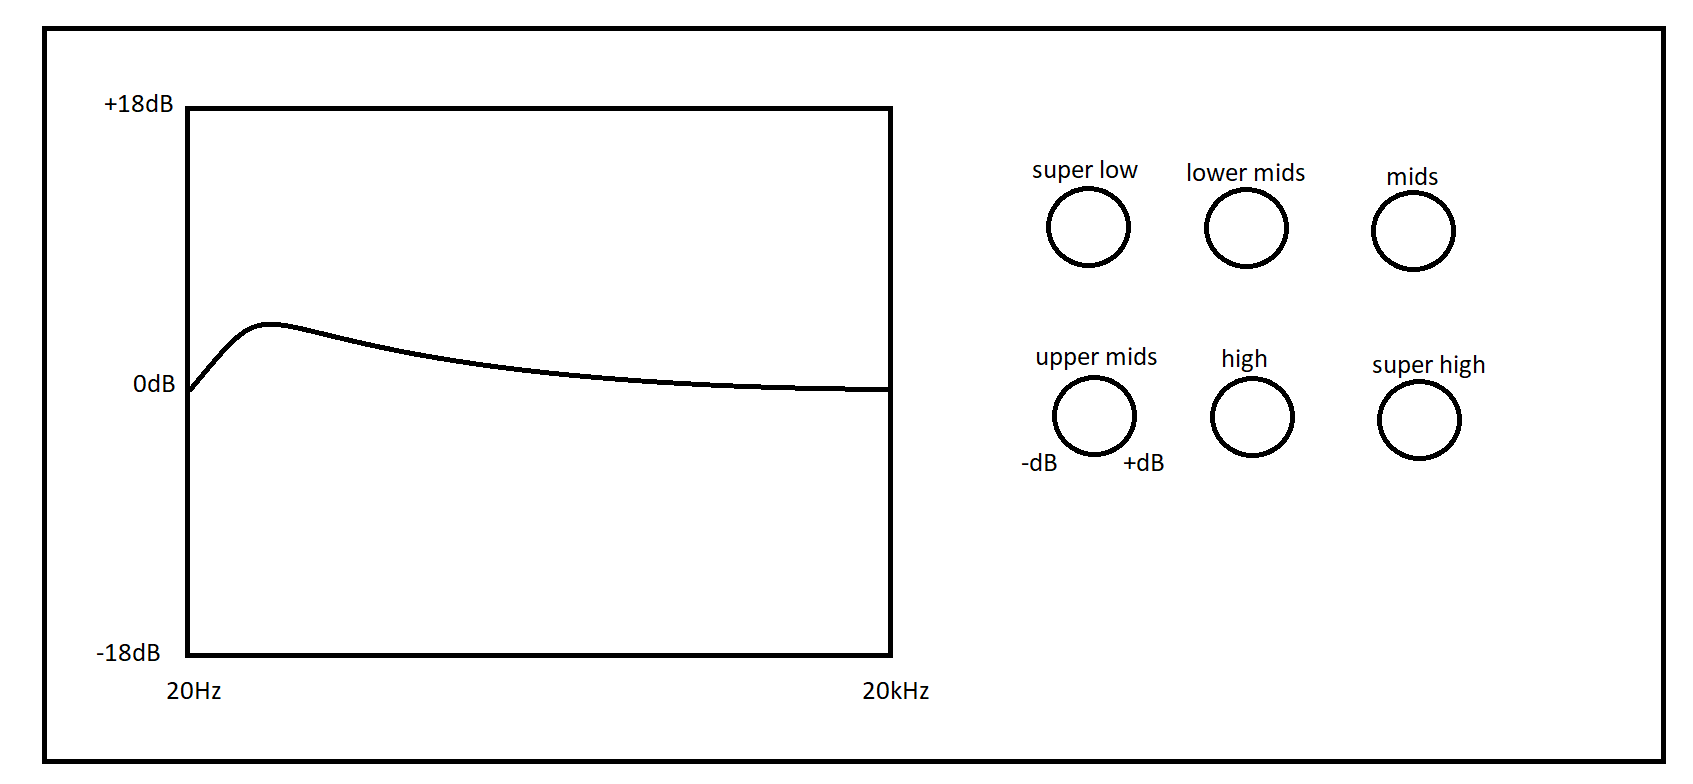 +18dB
0dB
-18dB
20Hz
20kHz
super low
lower mids
mids
upper mids
high
super high
-dB
+dB